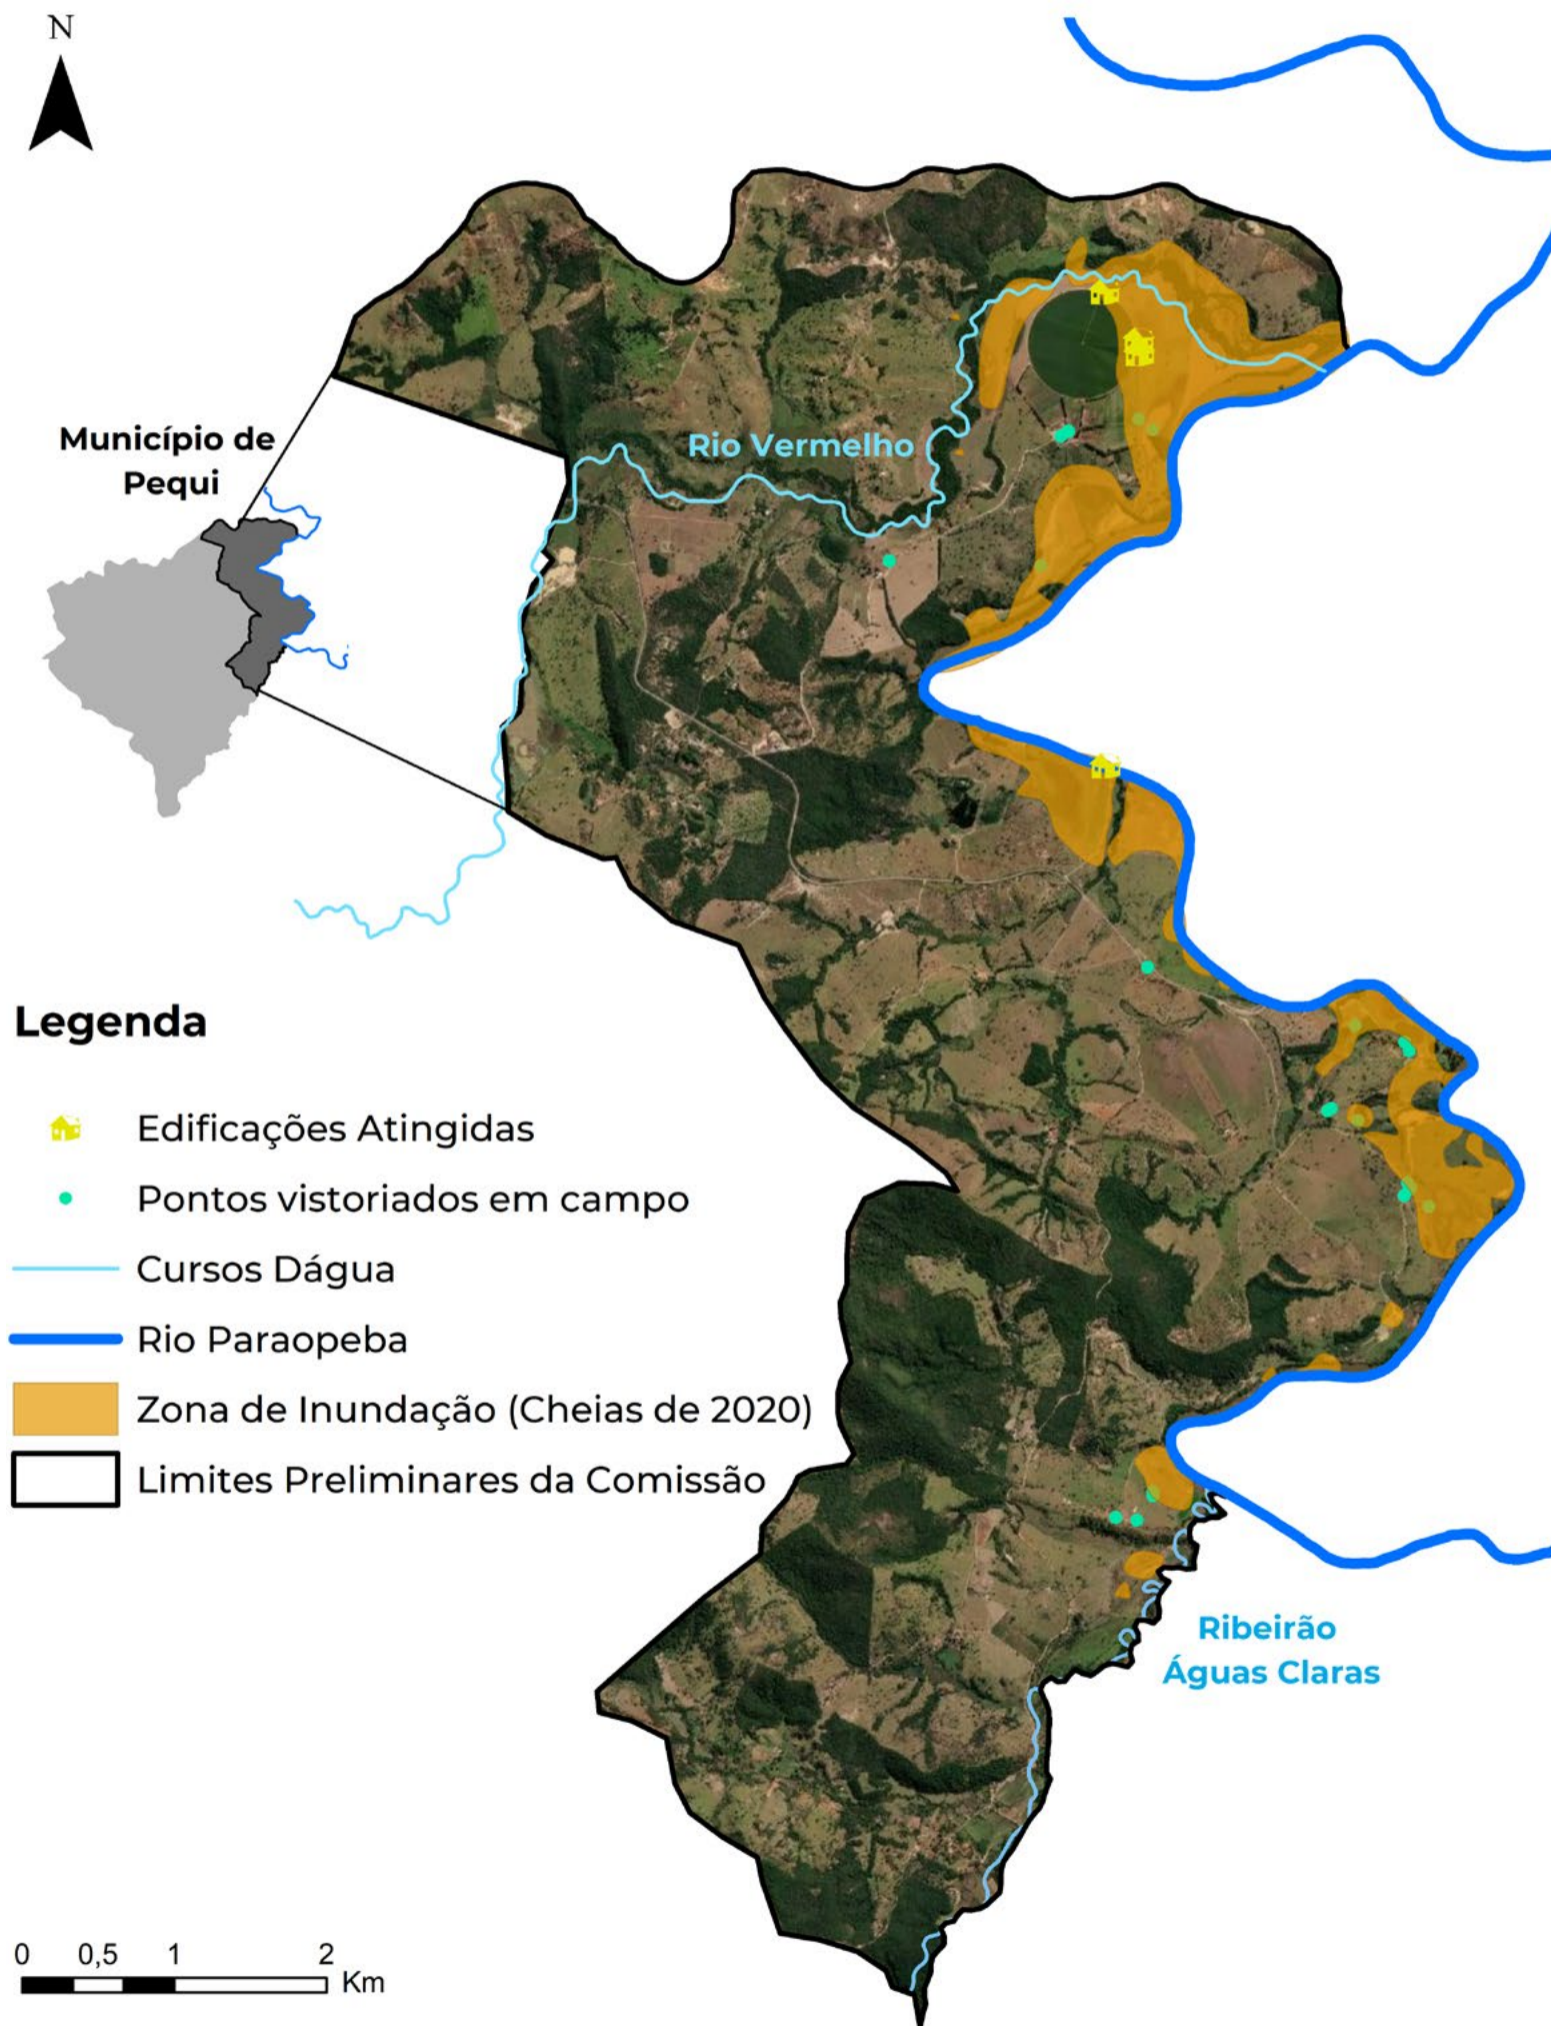 N
Município de
Pequi
Rio Vermelho
Legenda
Edificações Atingidas
Pontos vistoriados em campo
Cursos Dágua
Rio Paraopeba
Zona de Inundação (Cheias de 2020)
Limites Preliminares da Comissão
Ribeirão
Águas Claras
0 0,5 1 2
Km